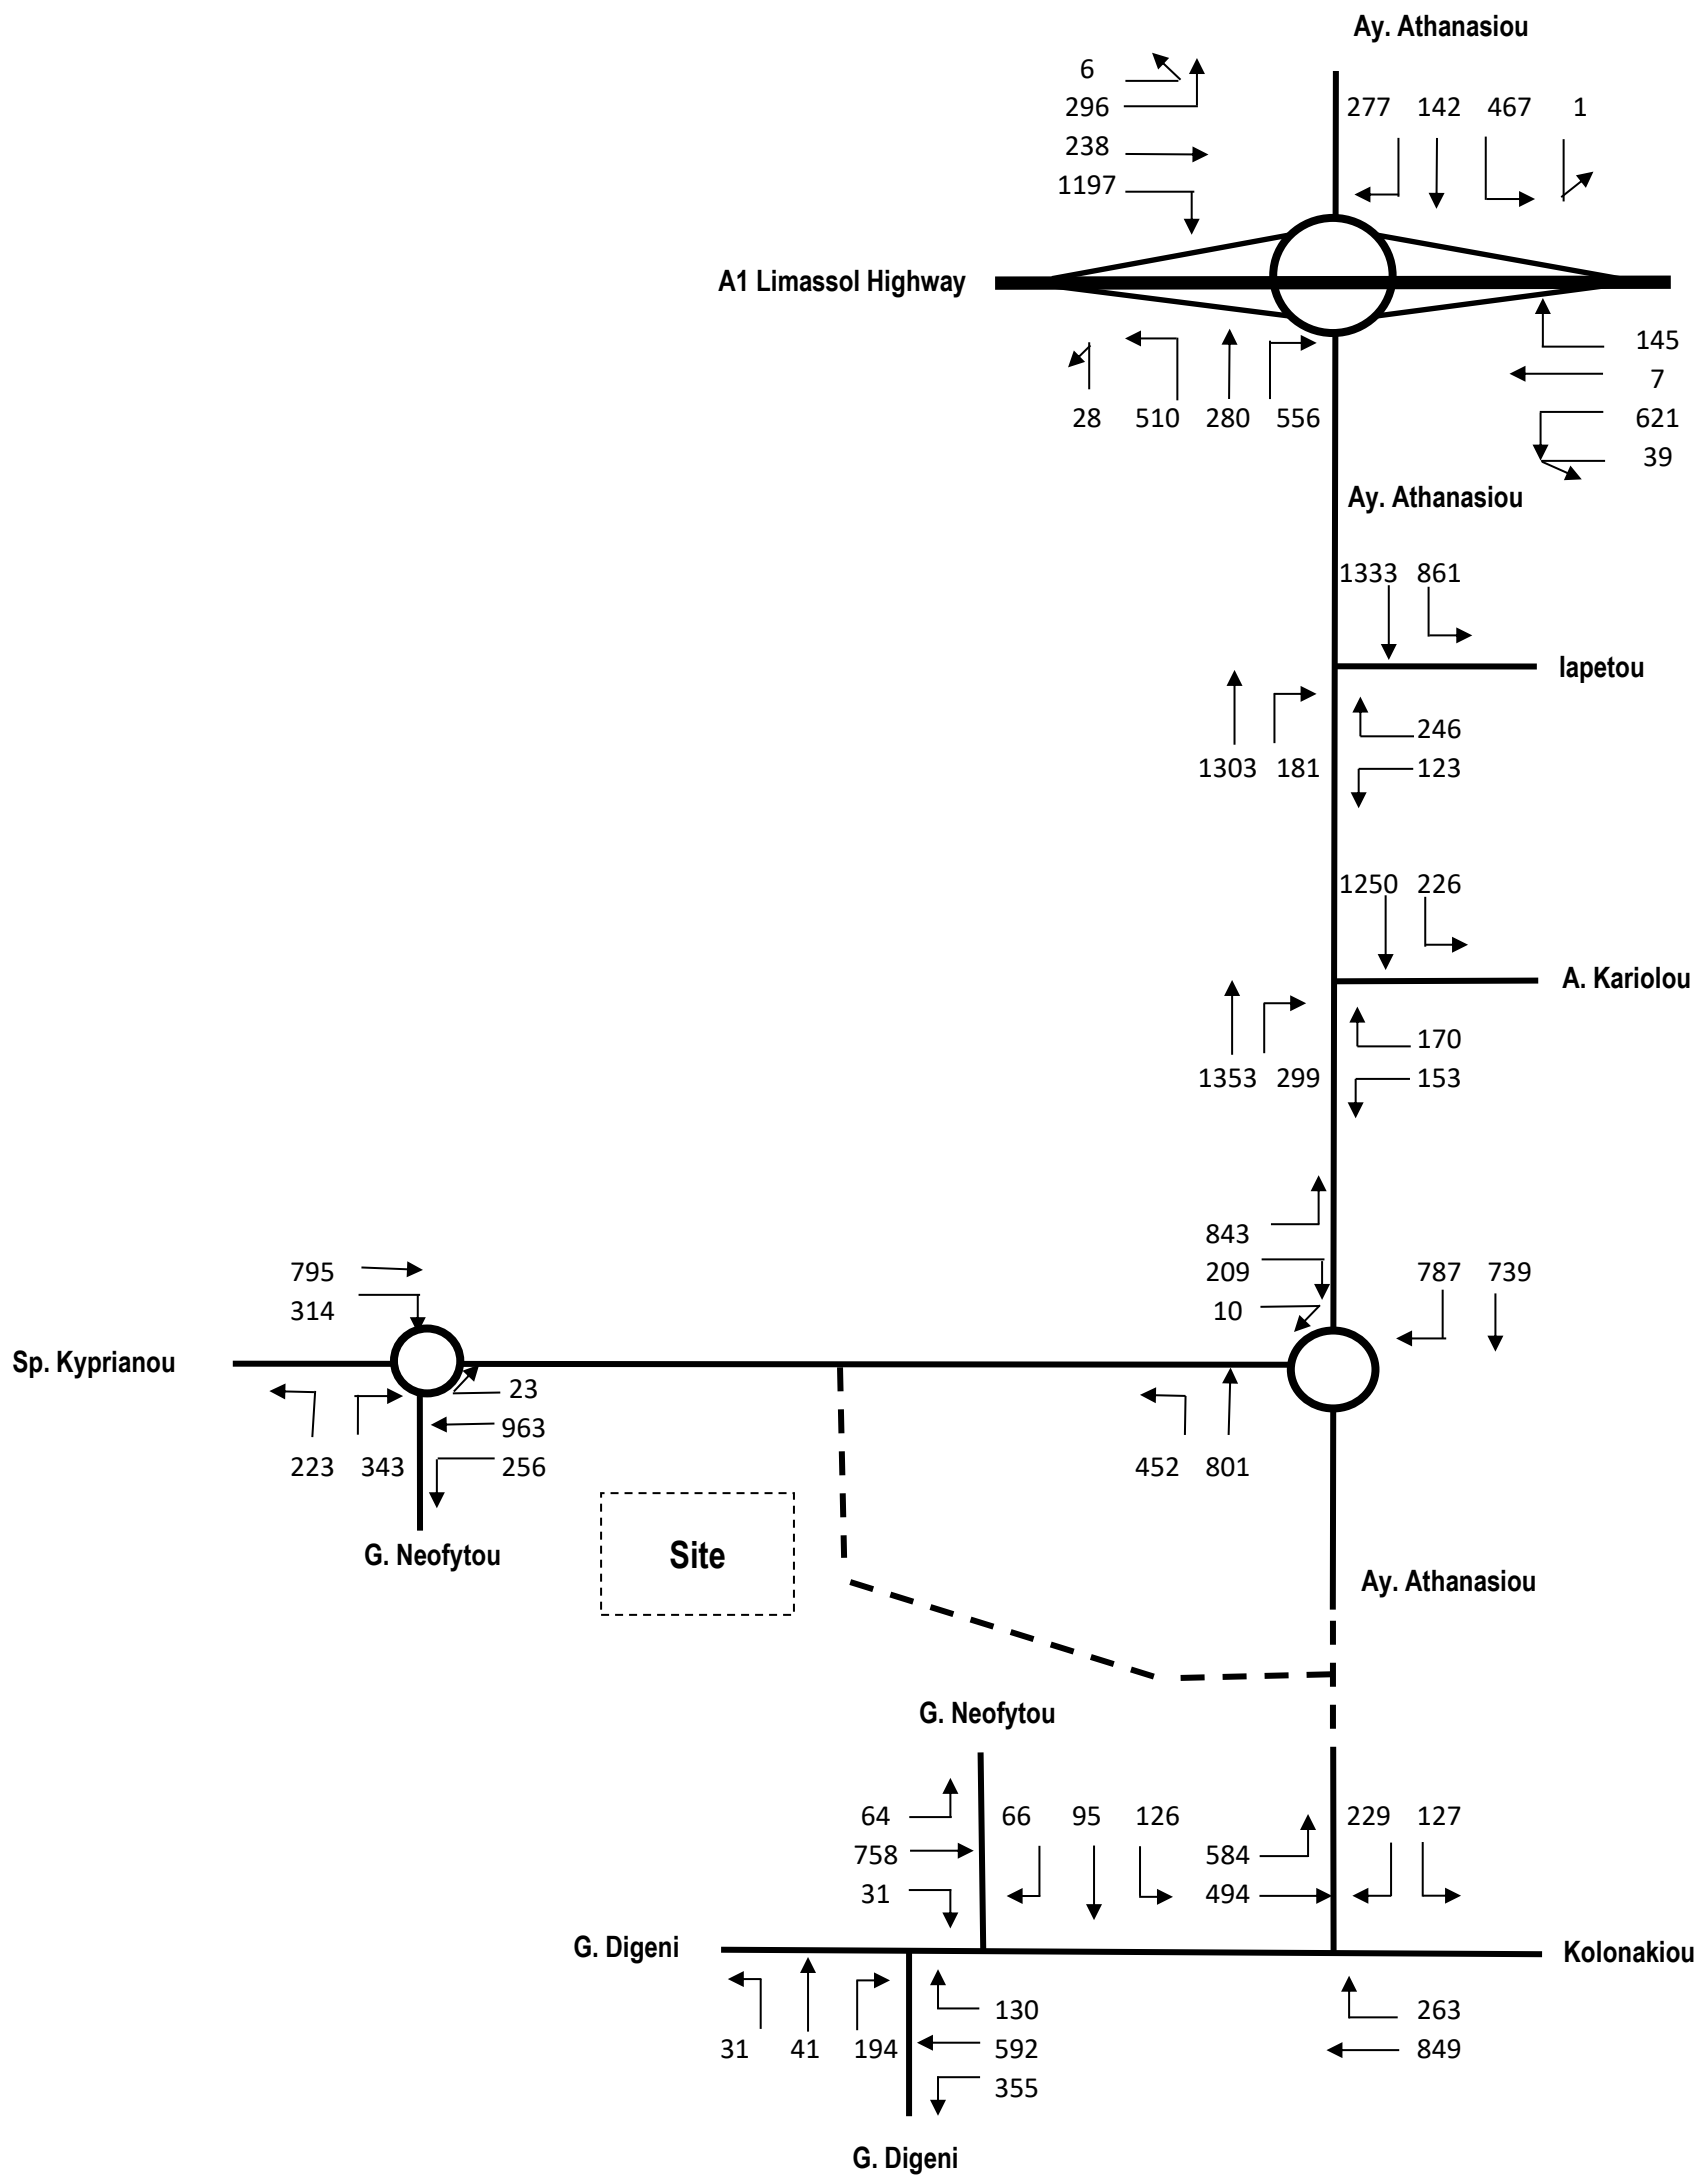 Ay. Athanasiou
6
296
238
1197
277 142 467 1
A1 Limassol Highway
145
7
621
39
28 510 280 556
Ay. Athanasiou
1333 861
Iapetou
246
123
1303 181
1250 226
A. Kariolou
170
153
1353 299
843
209
10
787 739
795
314
Sp. Kyprianou
23
963
256
223 343
452 801
G. Neofytou
Site
Ay. Athanasiou
G. Neofytou
64
758
31
66 95 126
584
494
229 127
G. Digeni
Kolonakiou
31 41 194
130
592
355
263
849
G. Digeni